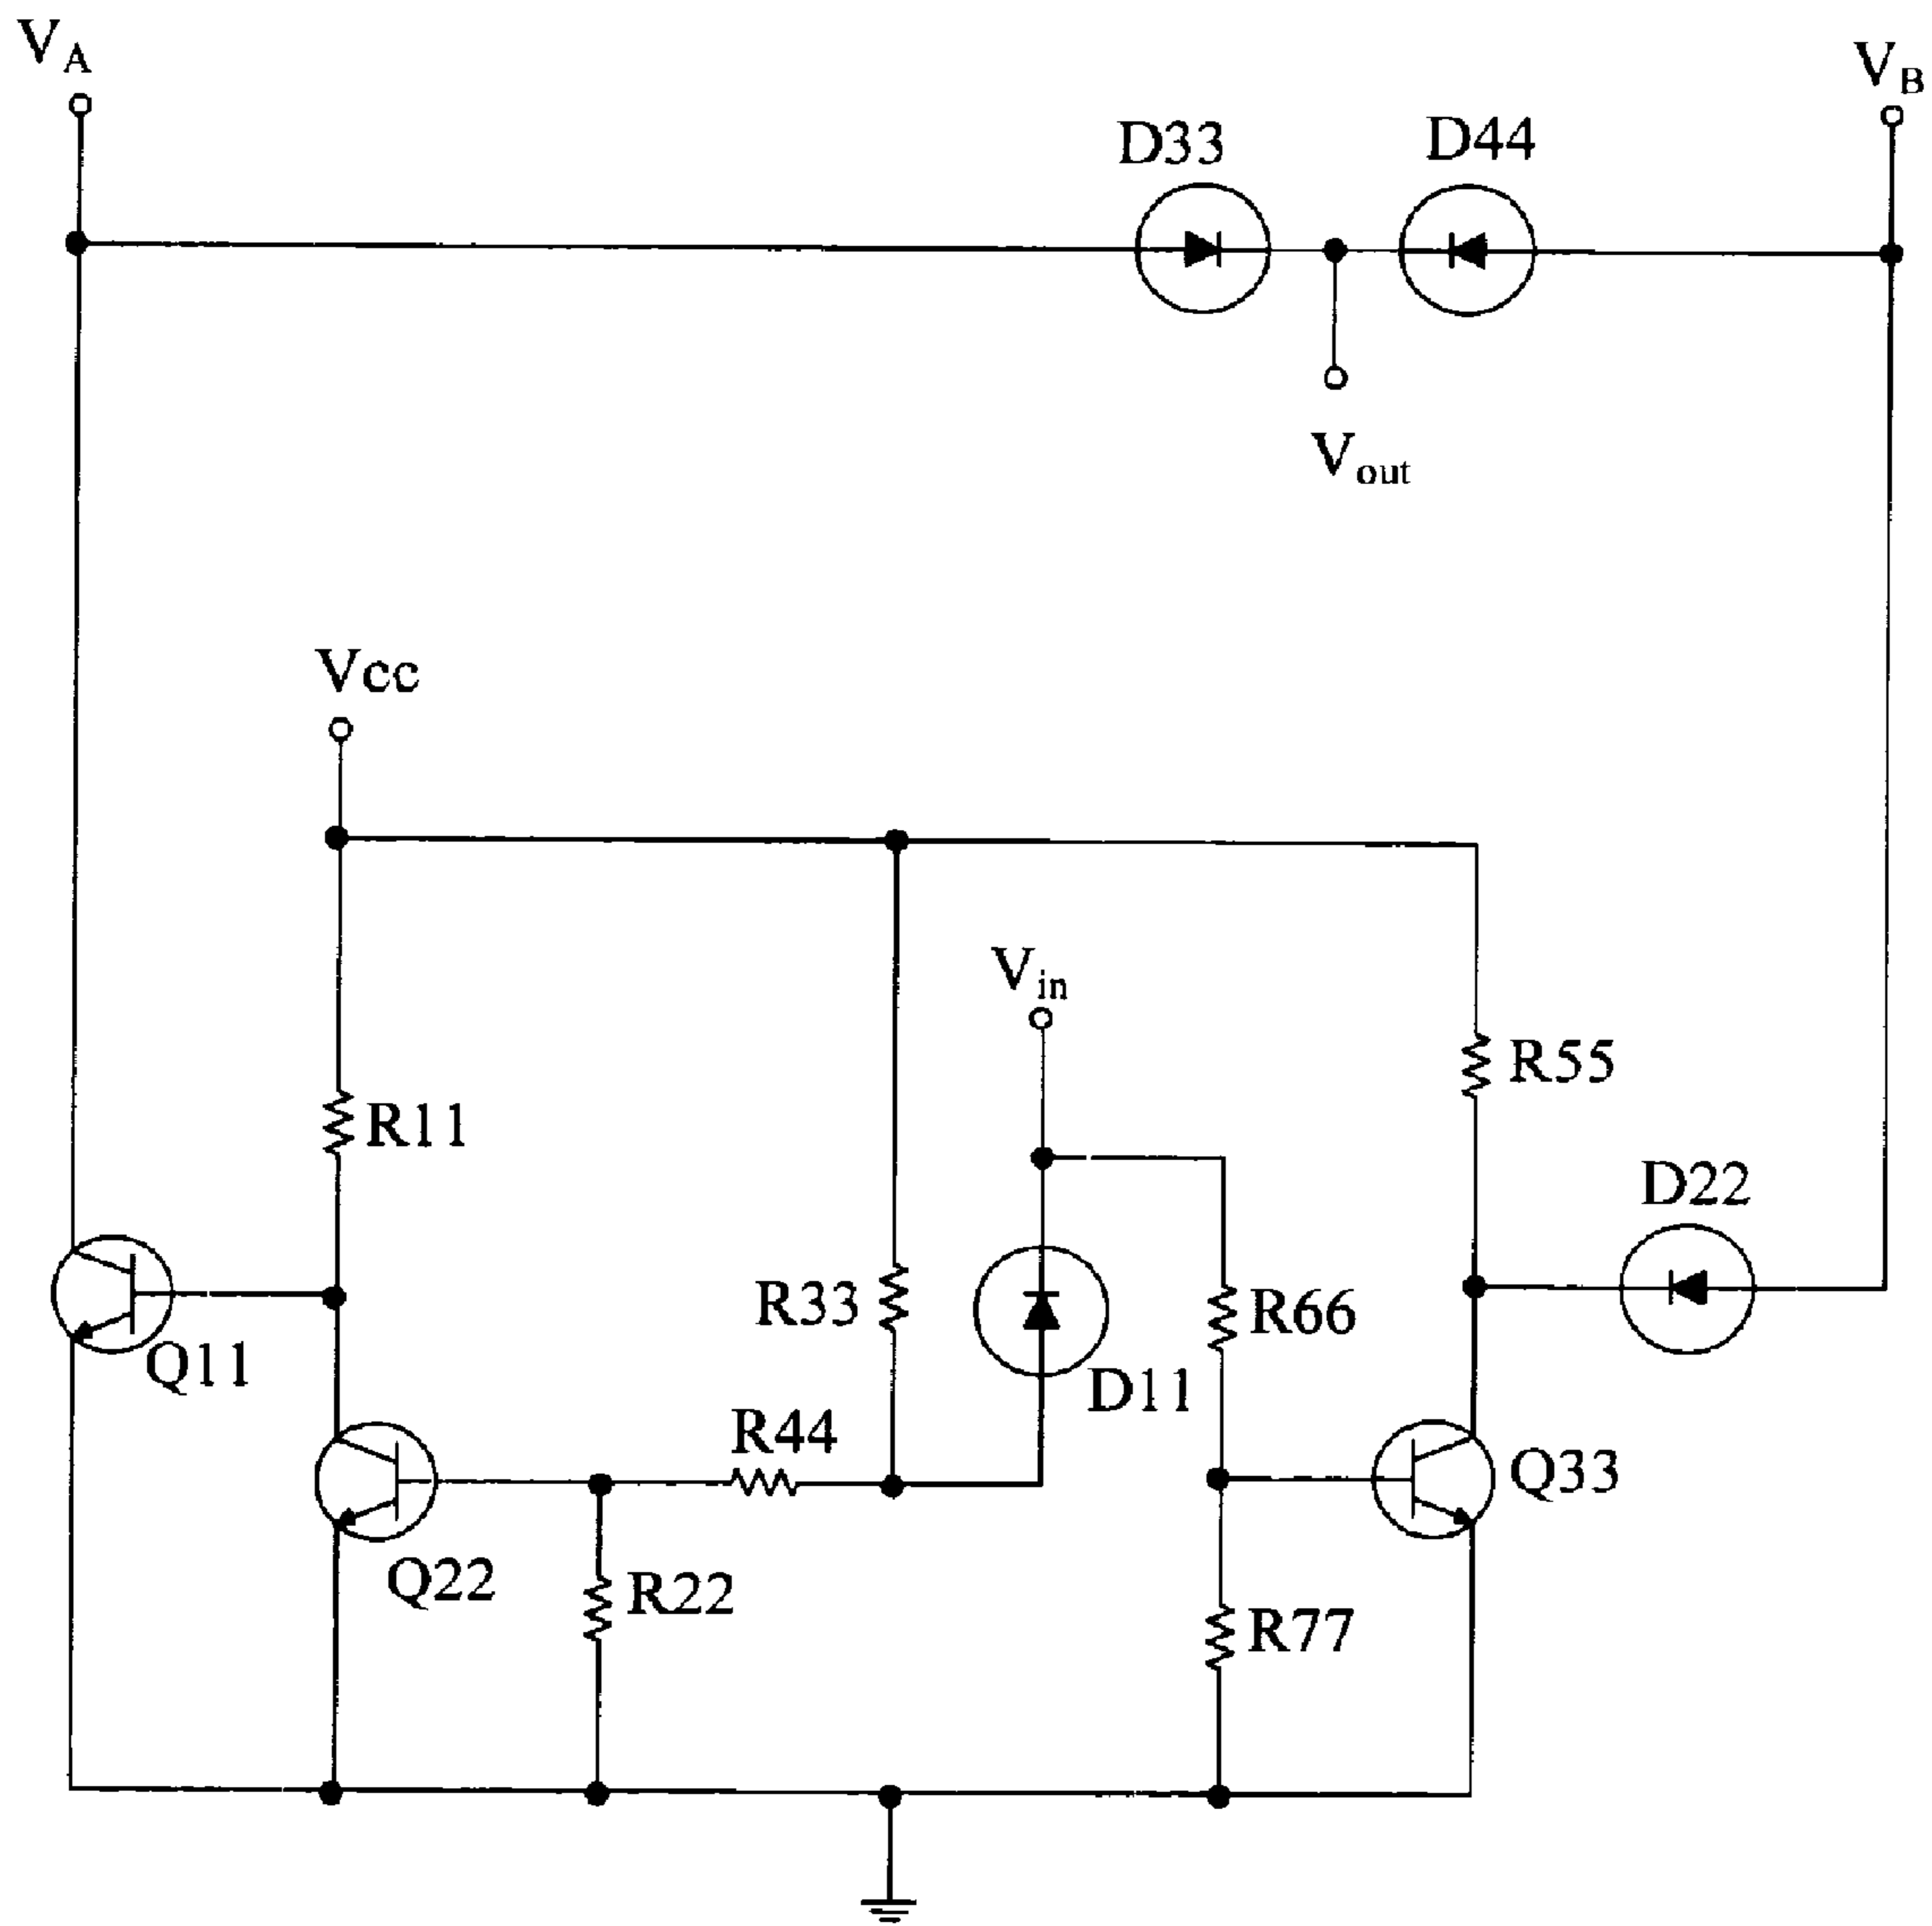 VA
VB
D33
D44
Vout
Vcc
Vin
R55
R11
D22
R33
R66
Q11
D11
R44
Q33
Q22
R22
R77